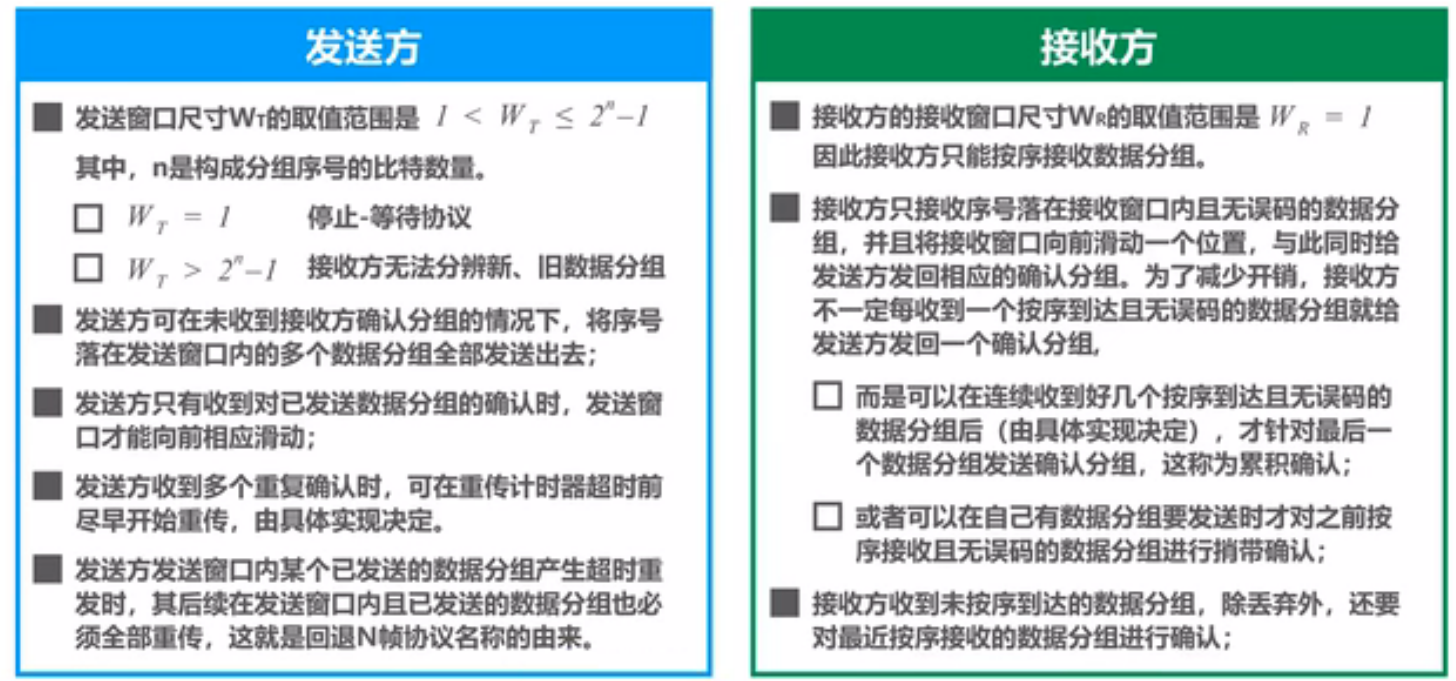 发送方
发送窗口尺寸WT的取值范围是 1 < W_T ≤ 2^n–1
其中，n是构成分组序号的比特数量。
W_T = 1 停止-等待协议
W_T > 2^n–1 接收方无法分辨新、旧数据分组
发送方可在未收到接收方确认分组的情况下，将序号
落在发送窗口内的多个数据分组全部发送出去；
发送方只有收到对已发送数据分组的确认时，发送窗
口才能向前相应滑动；
发送方收到多个重复确认时，可在重传计时器超时前
尽早开始重传，由具体实现决定。
发送方发送窗口内某个已发送的数据分组产生超时重
发时，其后续在发送窗口内且已发送的数据分组也必
须全部重传，这就是回退N帧协议名称的由来。
接收方
接收方的接收窗口尺寸WR的取值范围是 W_R = 1
因此接收方只能按序接收数据分组。
接收方只接收序号落在接收窗口内且无误码的数据分
组，并且将接收窗口向前滑动一个位置，与此同时给
发送方发回相应的确认分组。为了减少开销，接收方
不一定每收到一个按序到达且无误码的数据分组就给
发送方发回一个确认分组,
而是可以在连续收到好几个按序到达且无误码的
数据分组后（由具体实现决定），才针对最后一
个数据分组发送确认分组，这称为累积确认；
或者可以在自己有数据分组要发送时才对之前按
序接收且无误码的数据分组进行捎带确认；
接收方收到未按序到达的数据分组，除丢弃外，还要
对最近按序接收的数据分组进行确认；